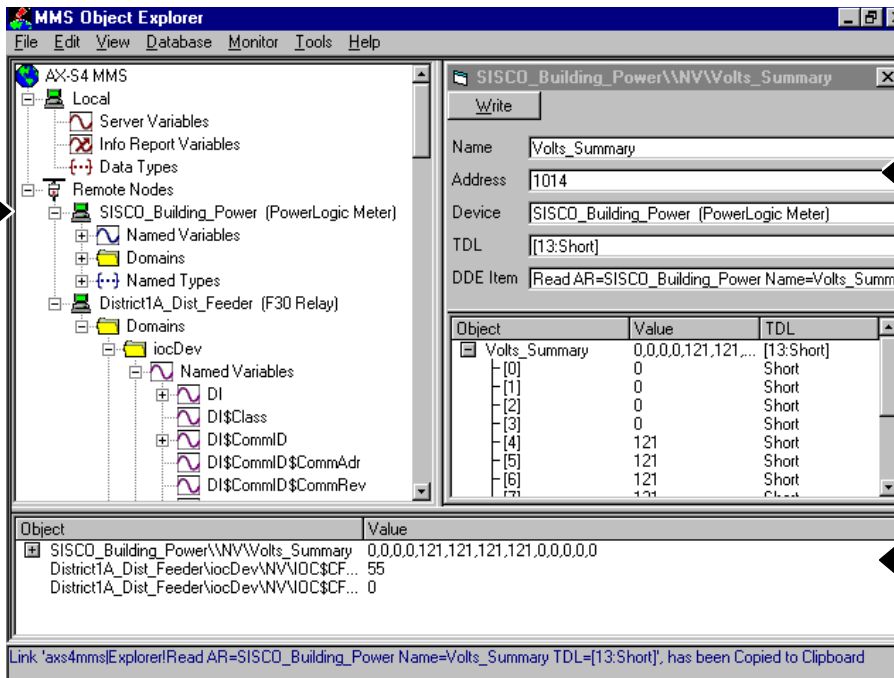 MMS Object Explorer
File Edit View Database Monitor Tools Help
AX-S4 MMS
Local
Server Variables
Info Report Variables
Data Types
Remote Nodes
SISCO_Building_Power (PowerLogic Meter)
Named Variables
Domains
Named Types
District1A_Dist_Feeder (F30 Relay)
Domains
iocDev
Named Variables
DI
DI$Class
DI$CommID
DI$CommID$CommAdr
DI$CommID$CommRev
SISCO_Building_Power\\NV\Volts_Summary
Write
Name Volts_Summary
Address 1014
Device SISCO_Building_Power (PowerLogic Meter)
TDL [13:Short]
DDE Item Read AR=SISCO_Building_Power Name=Volts_Summ
Object Value TDL
Volts_Summary 0,0,0,0,121,121,... [13:Short]
[0] 0 Short
[1] 0 Short
[2] 0 Short
[3] 0 Short
[4] 121 Short
[5] 121 Short
[6] 121 Short
[7] 121 Short
Object Value
SISCO_Building_Power\\NV\Volts_Summary 0,0,0,0,121,121,121,121,0,0,0,0,0
District1A_Dist_Feeder\iocDev\NV\IOC$CF... 55
District1A_Dist_Feeder\iocDev\NV\IOC$CF... 0
Link 'axs4mms|Explorer!Read AR=SISCO_Building_Power Name=Volts_Summary TDL=[13:Short]', has been Copied to Clipboard